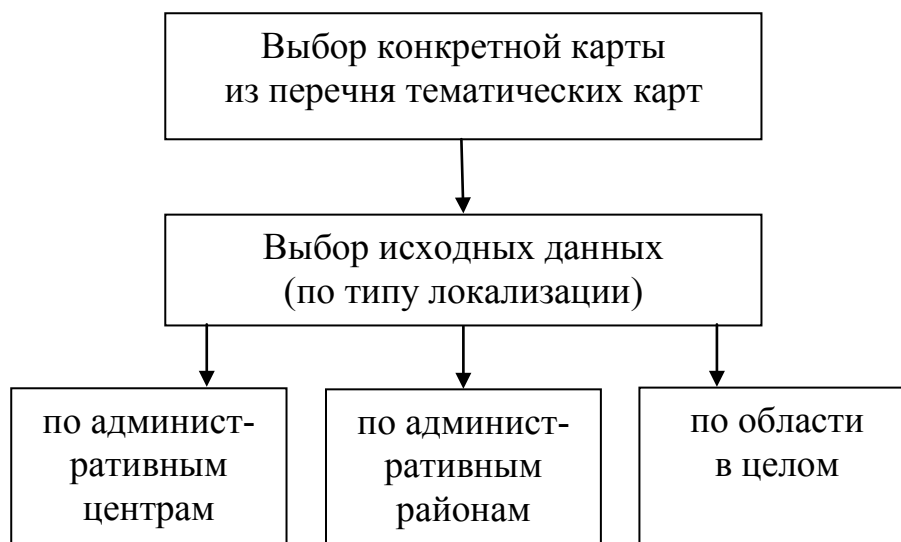 Выбор конкретной карты
из перечня тематических карт
Выбор исходных данных
(по типу локализации)
по админист-
ративным
центрам
по админист-
ративным
районам
по области
в целом